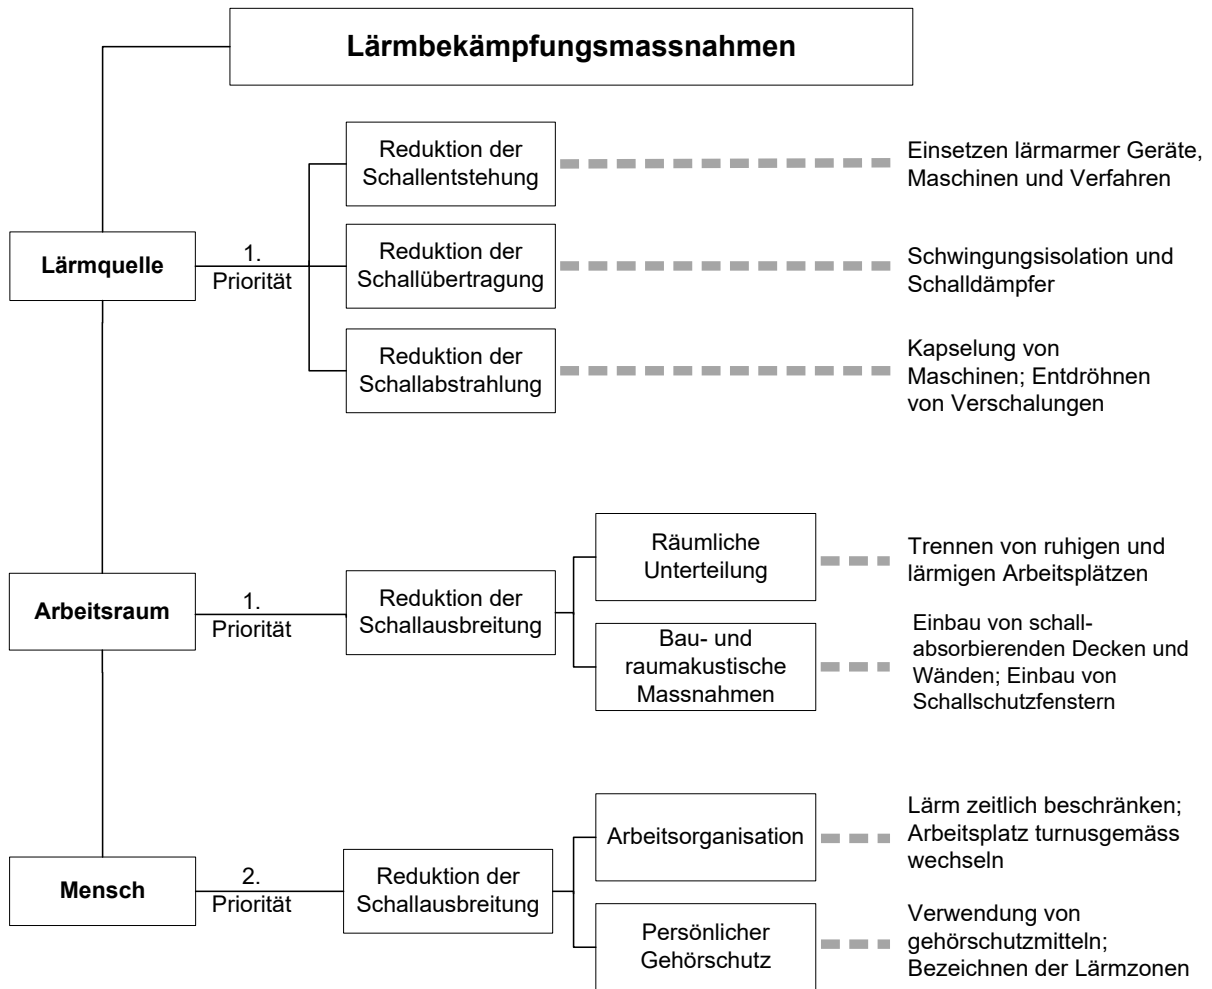 Lärmbekämpfungsmassnahmen
Reduktion der
Schallentstehung
Einsetzen lärmarmer Geräte,
Maschinen und Verfahren
Lärmquelle
1.
Priorität
Reduktion der
Schallübertragung
Schwingungsisolation und
Schalldämpfer
Reduktion der
Schallabstrahlung
Kapselung von
Maschinen; Entdröhnen
von Verschalungen
Arbeitsraum
1.
Priorität
Reduktion der
Schallausbreitung
Räumliche
Unterteilung
Trennen von ruhigen und
lärmigen Arbeitsplätzen
Bau- und
raumakustische
Massnahmen
Einbau von schall-
absorbierenden Decken und
Wänden; Einbau von
Schallschutzfenstern
Mensch
2.
Priorität
Reduktion der
Schallausbreitung
Arbeitsorganisation
Lärm zeitlich beschränken;
Arbeitsplatz turnusgemäss
wechseln
Persönlicher
Gehörschutz
Verwendung von
gehörschutzmitteln;
Bezeichnen der Lärmzonen